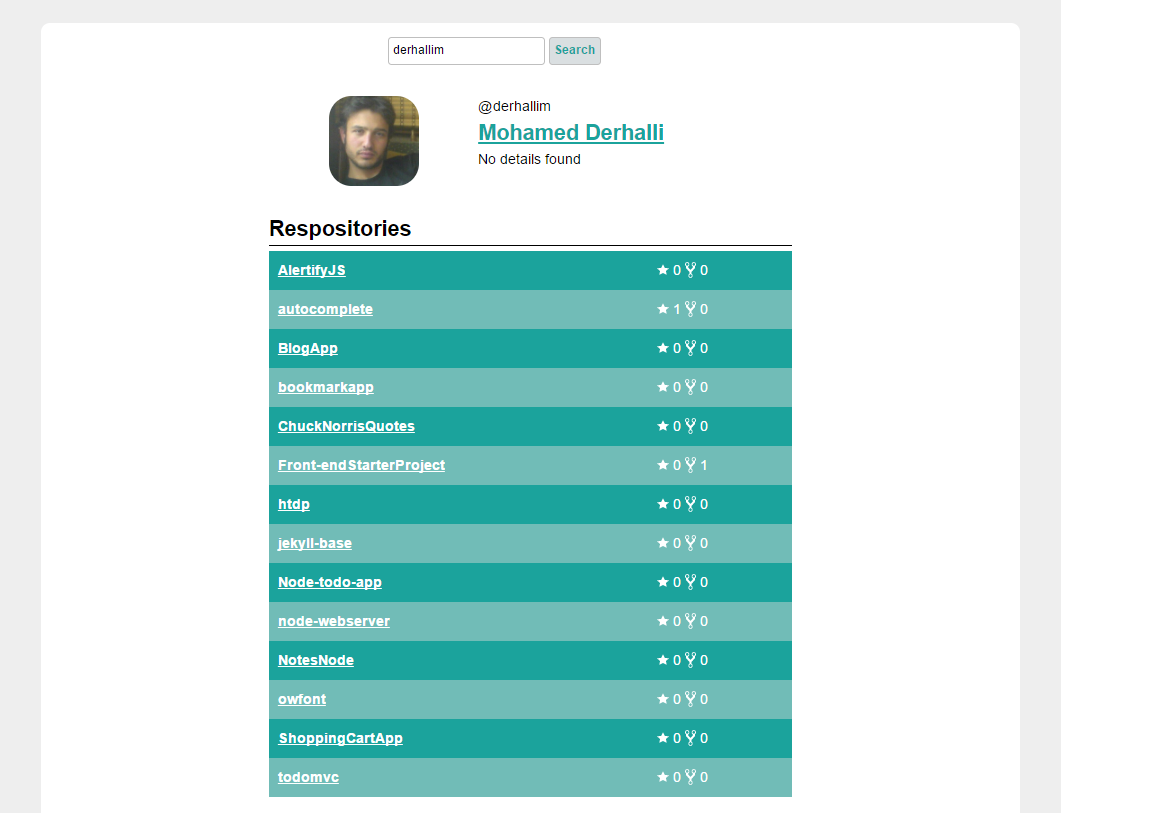 derhallim Search
@derhallim
Mohamed Derhalli
No details found
Respositories
AlertifyJS 0 0
autocomplete 1 0
BlogApp 0 0
bookmarkapp 0 0
ChuckNorrisQuotes 0 0
Front-endStarterProject 0 1
htdp 0 0
jekyll-base 0 0
Node-todo-app 0 0
node-webserver 0 0
NotesNode 0 0
owfont 0 0
ShoppingCartApp 0 0
todomvc 0 0